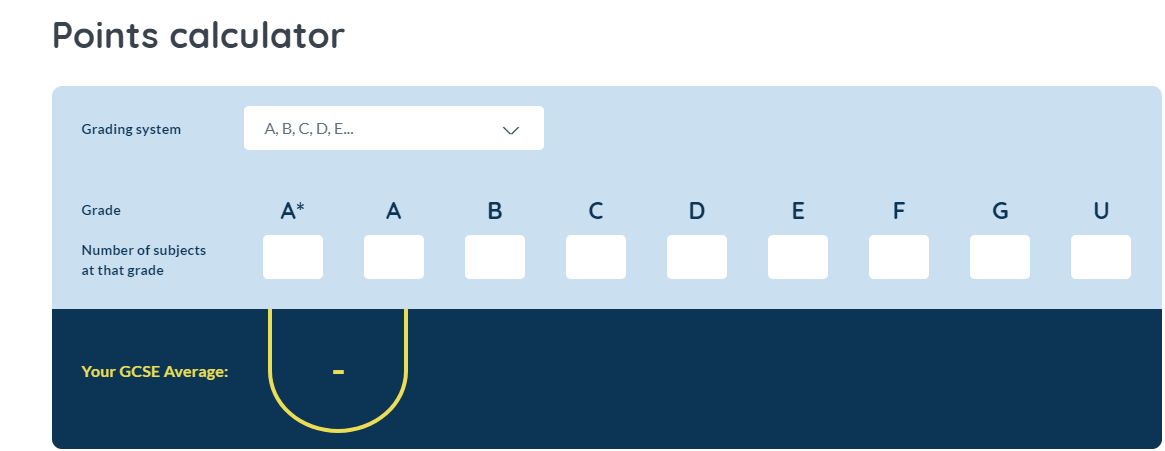 Points calculator
Grading system
A, B, C, D, E...
Grade
A* A B C D E F G U
Number of subjects
at that grade
Your GCSE Average:
-